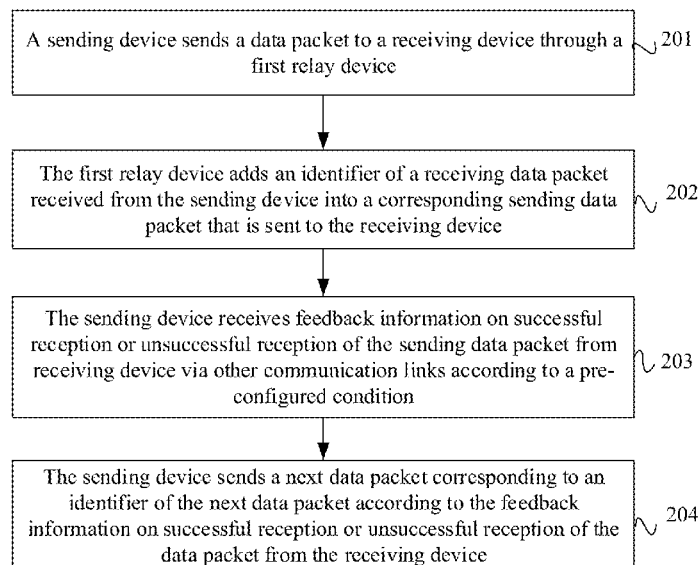 A sending device sends a data packet to a receiving device through a
first relay device
201
The first relay device adds an identifier of a receiving data packet
received from the sending device into a corresponding sending data
packet that is sent to the receiving device
202
The sending device receives feedback information on successful
reception or unsuccessful reception of the sending data packet from
receiving device via other communication links according to a pre-
configured condition
203
The sending device sends a next data packet corresponding to an
identifier of the next data packet according to the feedback
information on successful reception or unsuccessful reception of the
data packet from the receiving device
204